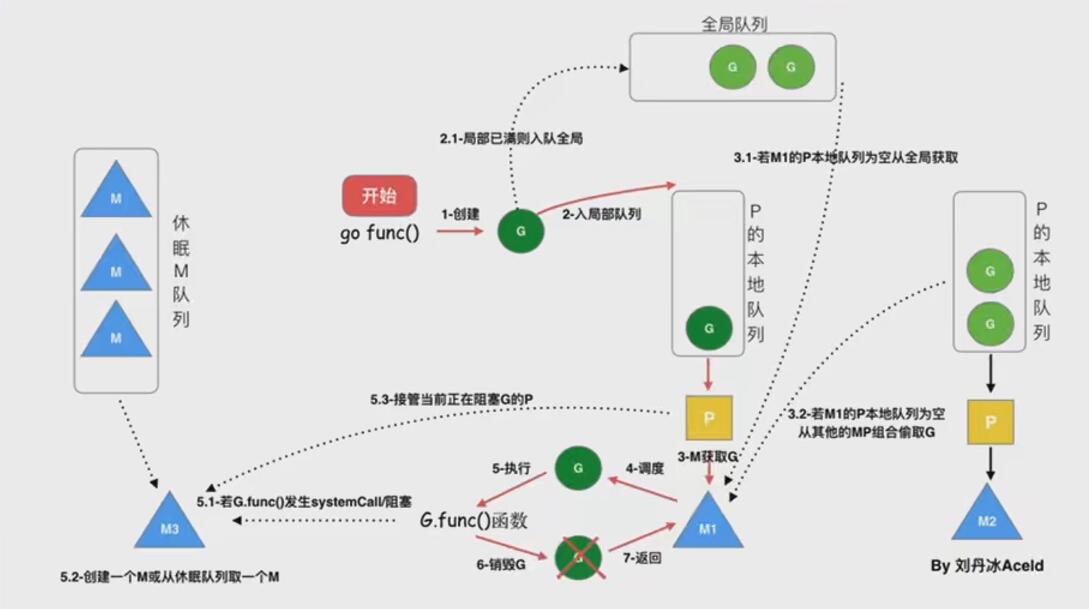 全局队列
G
G
2.1-局部已满则入队全局
3.1-若M1的P本地队列为空从全局获取
开始
1-创建
go func()
G
2-入局部队列
M
M
M
休眠M队列
G
P的本地队列
G
G
P的本地队列
5.3-接管当前正在阻塞G的P
P
3-M获取G
3.2-若M1的P本地队列为空
从其他的MP组合偷取G
P
5-执行
G
4-调度
5.1-若G.func()发生systemCall/阻塞
G.func()函数
M3
M1
M2
6-销毁G
G
7-返回
5.2-创建一个M或从休眠队列取一个M
By 刘丹冰Aceld